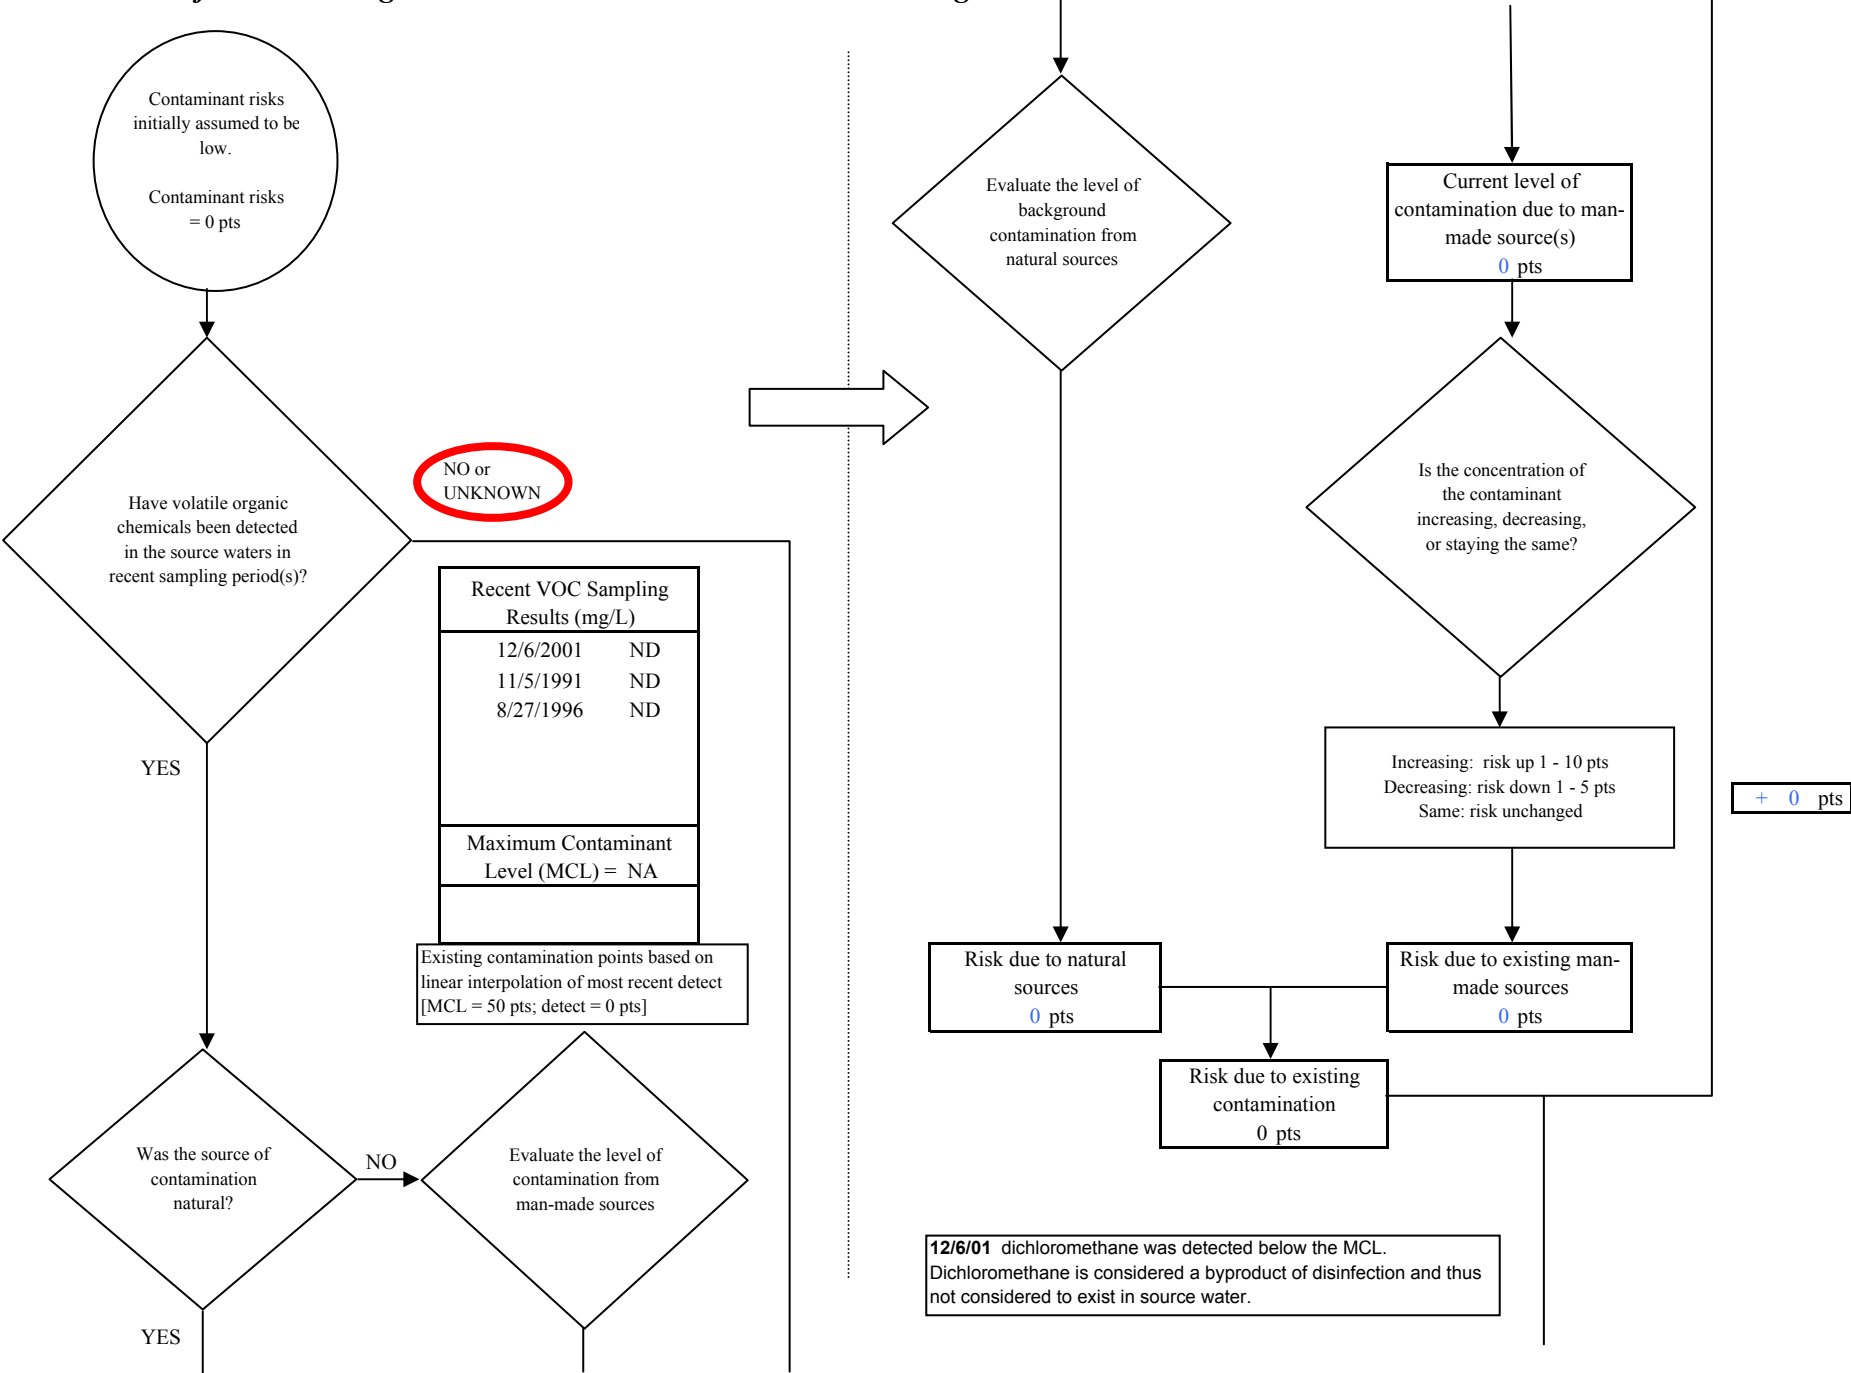 Contaminant risks
initially assumed to be
low.
Contaminant risks
= 0 pts
Have volatile organic
chemicals been detected
in the source waters in
recent sampling period(s)?
NO or
UNKNOWN
YES
Recent VOC Sampling
Results (mg/L)
12/6/2001 ND
11/5/1991 ND
8/27/1996 ND
Maximum Contaminant
Level (MCL) = NA
Existing contamination points based on
linear interpolation of most recent detect
[MCL = 50 pts; detect = 0 pts]
Was the source of
contamination
natural?
NO
Evaluate the level of
contamination from
man-made sources
YES
Evaluate the level of
background
contamination from
natural sources
Current level of
contamination due to man-
made source(s)
0 pts
Is the concentration of
the contaminant
increasing, decreasing,
or staying the same?
Increasing: risk up 1 - 10 pts
Decreasing: risk down 1 - 5 pts
Same: risk unchanged
+ 0 pts
Risk due to natural
sources
0 pts
Risk due to existing man-
made sources
0 pts
Risk due to existing
contamination
0 pts
12/6/01 dichloromethane was detected below the MCL.
Dichloromethane is considered a byproduct of disinfection and thus
not considered to exist in source water.